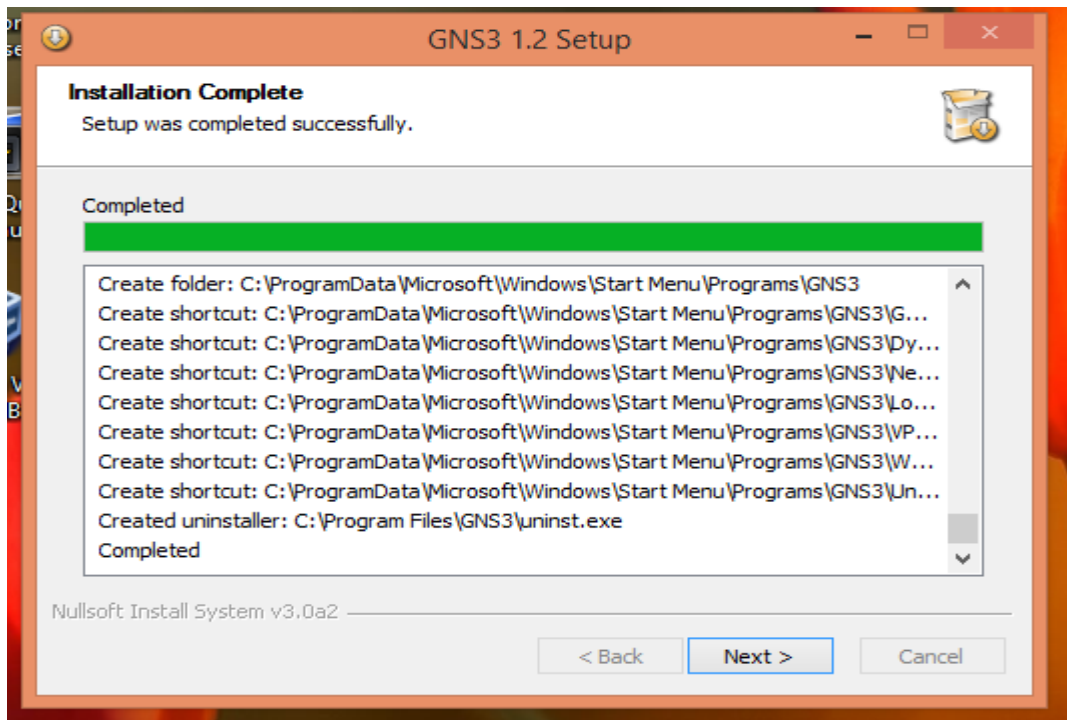 GNS3 1.2 Setup
Installation Complete
Setup was completed successfully.
Completed
Create folder: C:\ProgramData\Microsoft\Windows\Start Menu\Programs\GNS3
Create shortcut: C:\ProgramData\Microsoft\Windows\Start Menu\Programs\GNS3\G...
Create shortcut: C:\ProgramData\Microsoft\Windows\Start Menu\Programs\GNS3\Dy...
Create shortcut: C:\ProgramData\Microsoft\Windows\Start Menu\Programs\GNS3\Ne...
Create shortcut: C:\ProgramData\Microsoft\Windows\Start Menu\Programs\GNS3\Lo...
Create shortcut: C:\ProgramData\Microsoft\Windows\Start Menu\Programs\GNS3\VP...
Create shortcut: C:\ProgramData\Microsoft\Windows\Start Menu\Programs\GNS3\W...
Create shortcut: C:\ProgramData\Microsoft\Windows\Start Menu\Programs\GNS3\Un...
Created uninstaller: C:\Program Files\GNS3\uninst.exe
Completed
Nullsoft Install System v3.0a2
< Back
Next >
Cancel